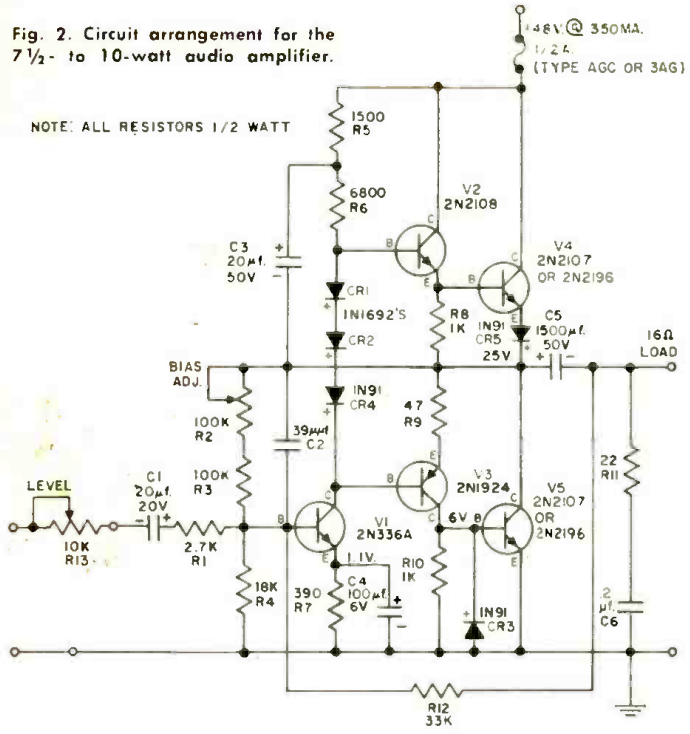 Fig. 2. Circuit arrangement for the
7½- to 10-watt audio amplifier.
+48V. @ 350MA.
1/2 A.
(TYPE AGC OR 3AG)
NOTE: ALL RESISTORS 1/2 WATT
1500
R5
6800
R6
V2
2N2108
C
B
E
C3
+
20µf.
50V
-
CR1
+
1N1692'S
CR2
+
V4
2N2107
OR 2N2196
C
B
E
R8
1K
1N91
CR5
+
25V
C5
1500µf.
50V
+
-
16Ω
LOAD
BIAS
ADJ.
100K
R2
1N91
CR4
+
39µµf
C2
47
R9
100K
R3
LEVEL
10K
R13
C1
20µf.
20V
-
+
2.7K
R1
B
C
E
V1
2N336A
1.1V.
B
E
C
V3
2N1924
.6V
B
C
E
V5
2N2107
OR
2N2196
22
R11
18K
R4
390
R7
C4
100µf.
6V
+
-
R10
1K
1N91
CR3
+
.2
µf.
C6
R12
33K